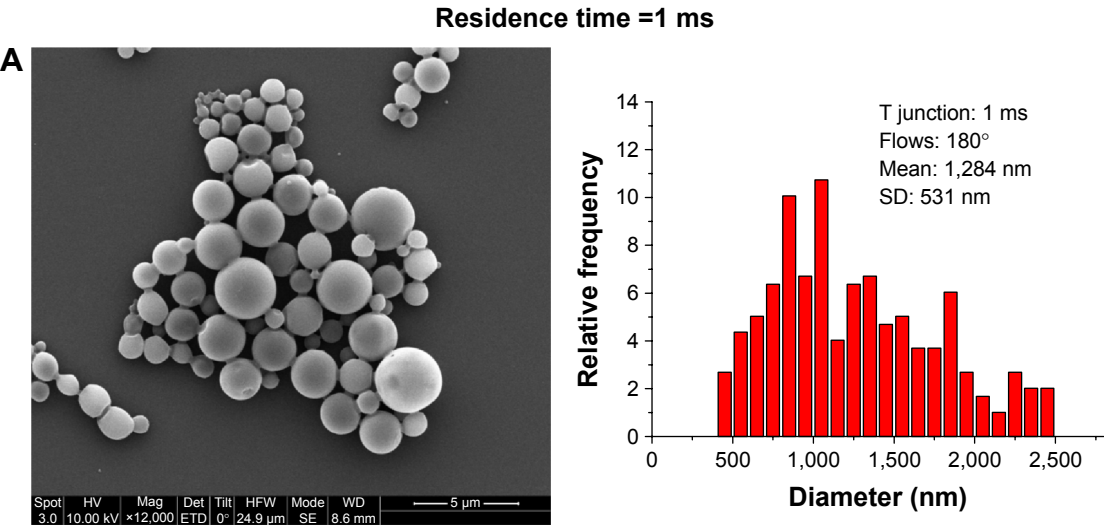 Residence time =1 ms
A
Spot HV Mag Det Tilt HFW Mode WD
3.0 10.00 kV ×12,000 ETD 0° 24.9 µm SE 8.6 mm
5 µm
T junction: 1 ms
Flows: 180°
Mean: 1,284 nm
SD: 531 nm
Relative frequency
14
12
10
8
6
4
2
0
0 500 1,000 1,500 2,000 2,500
Diameter (nm)